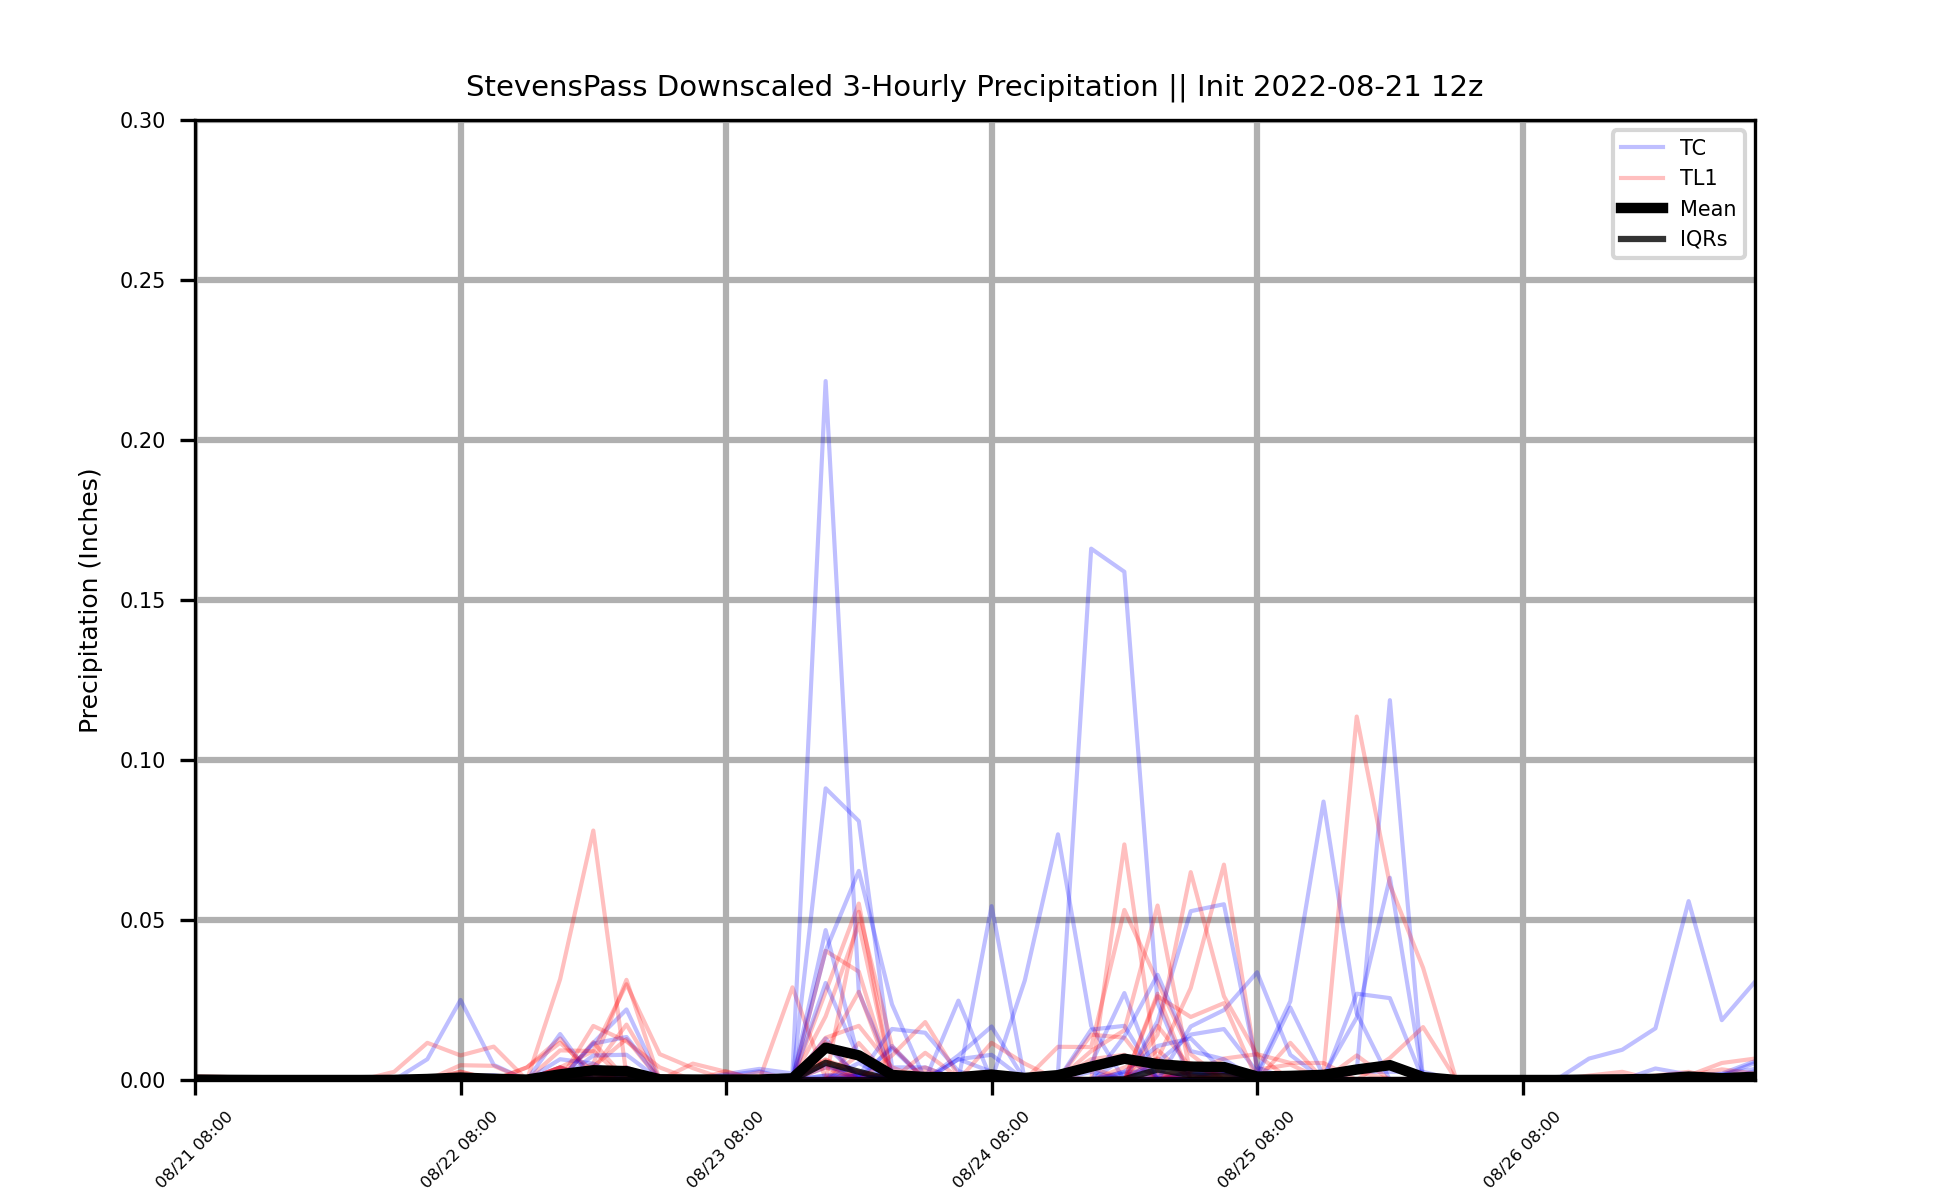 StevensPass Downscaled 3-Hourly Precipitation || Init 2022-08-21 12z
Precipitation (Inches)
0.30
0.25
0.20
0.15
0.10
0.05
0.00
TC
TL1
Mean
IQRs
08/21 08:00
08/22 08:00
08/23 08:00
08/24 08:00
08/25 08:00
08/26 08:00